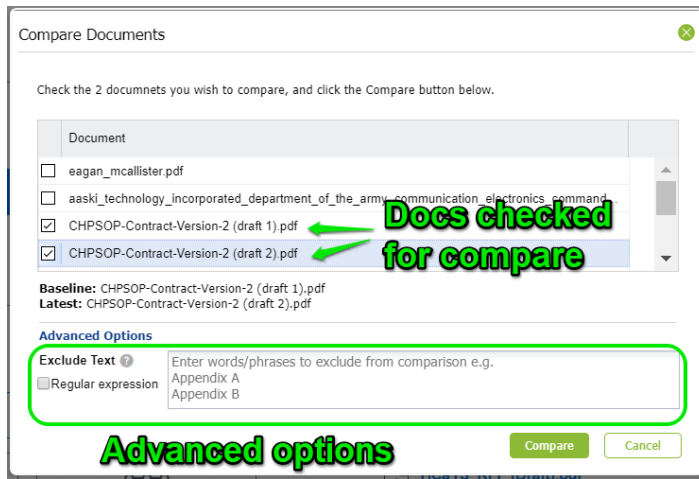 Compare Documents
Check the 2 documnets you wish to compare, and click the Compare button below.
Document
eagan_mcallister.pdf
aaski_technology_incorporated_department_of_the_army_communication_electronics_command...
CHPSOP-Contract-Version-2 (draft 1).pdf
CHPSOP-Contract-Version-2 (draft 2).pdf
Docs checked
for compare
Baseline: CHPSOP-Contract-Version-2 (draft 1).pdf
Latest: CHPSOP-Contract-Version-2 (draft 2).pdf
Advanced Options
Exclude Text ?
Regular expression
Enter words/phrases to exclude from comparison e.g.
Appendix A
Appendix B
Advanced options
Compare Cancel